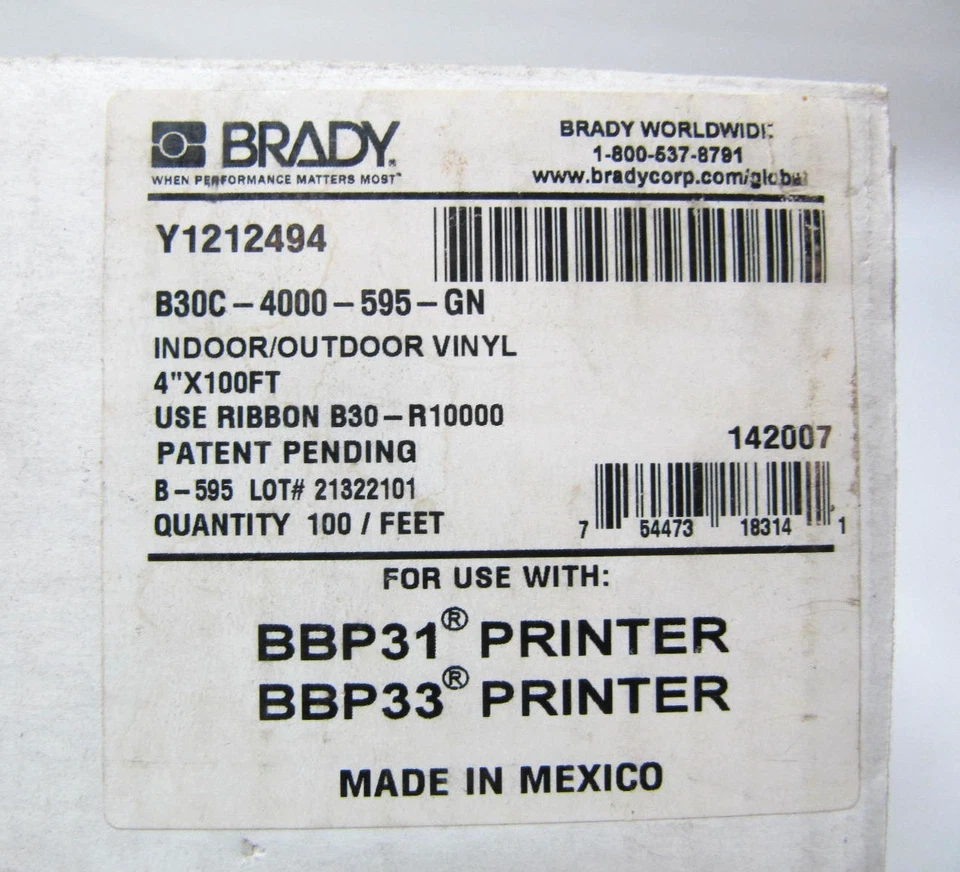 BRADY
WHEN PERFORMANCE MATTERS MOST™
BRADY WORLDWIDE
1-800-537-8791
www.bradycorp.com/global
Y1212494
B30C-4000-595-GN
INDOOR/OUTDOOR VINYL
4"X100FT
USE RIBBON B30-R10000
PATENT PENDING
142007
B-595 LOT# 21322101
QUANTITY 100 / FEET
7 54473 18314 1
FOR USE WITH:
BBP31® PRINTER
BBP33® PRINTER
MADE IN MEXICO